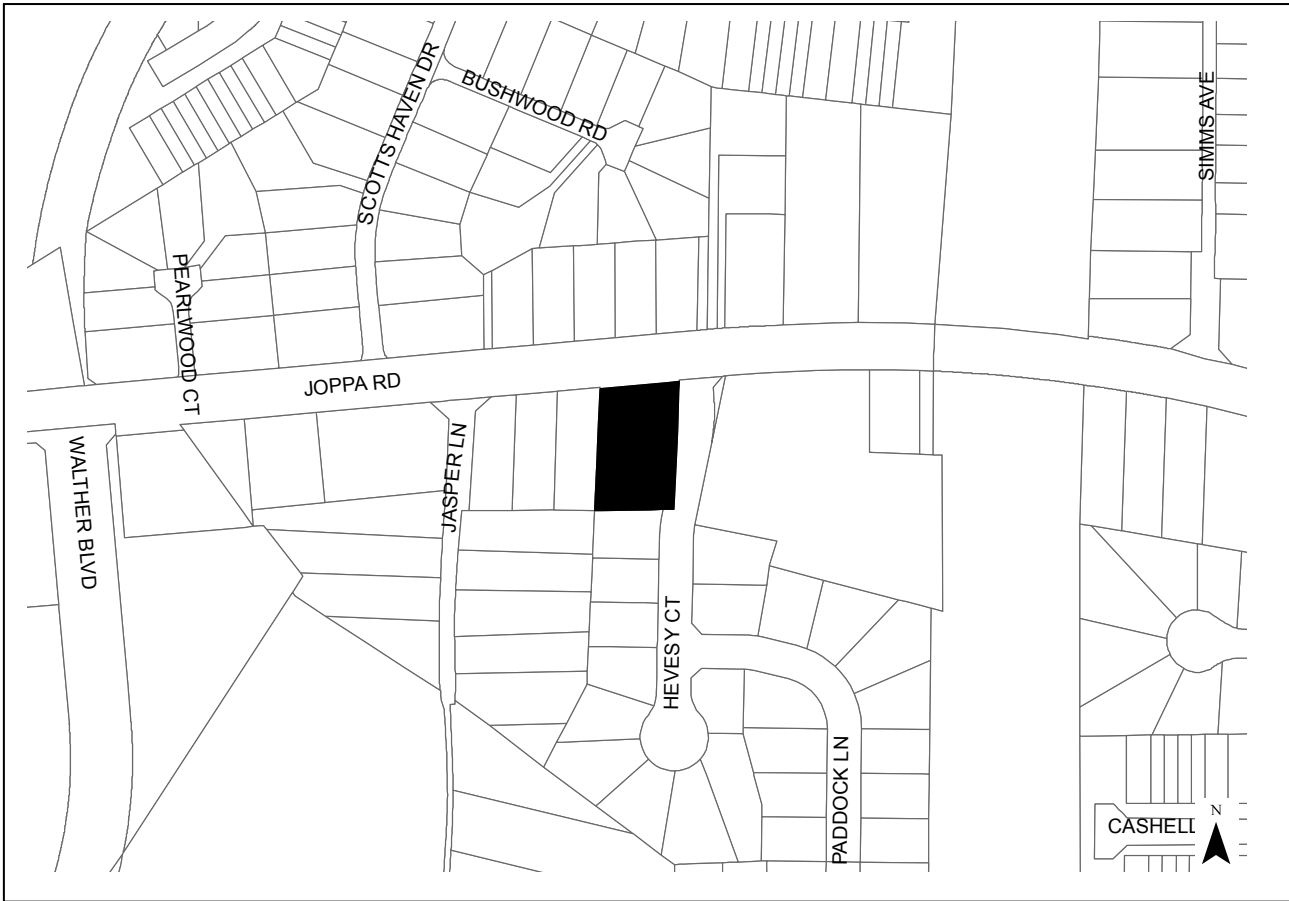 SCOTTS HAVEN DR
BUSHWOOD RD
SIMMS AVE
PEARLWOOD CT
JOPPA RD
WALTHER BLVD
JASPER LN
HEVESY CT
PADDOCK LN
CASHELL
N